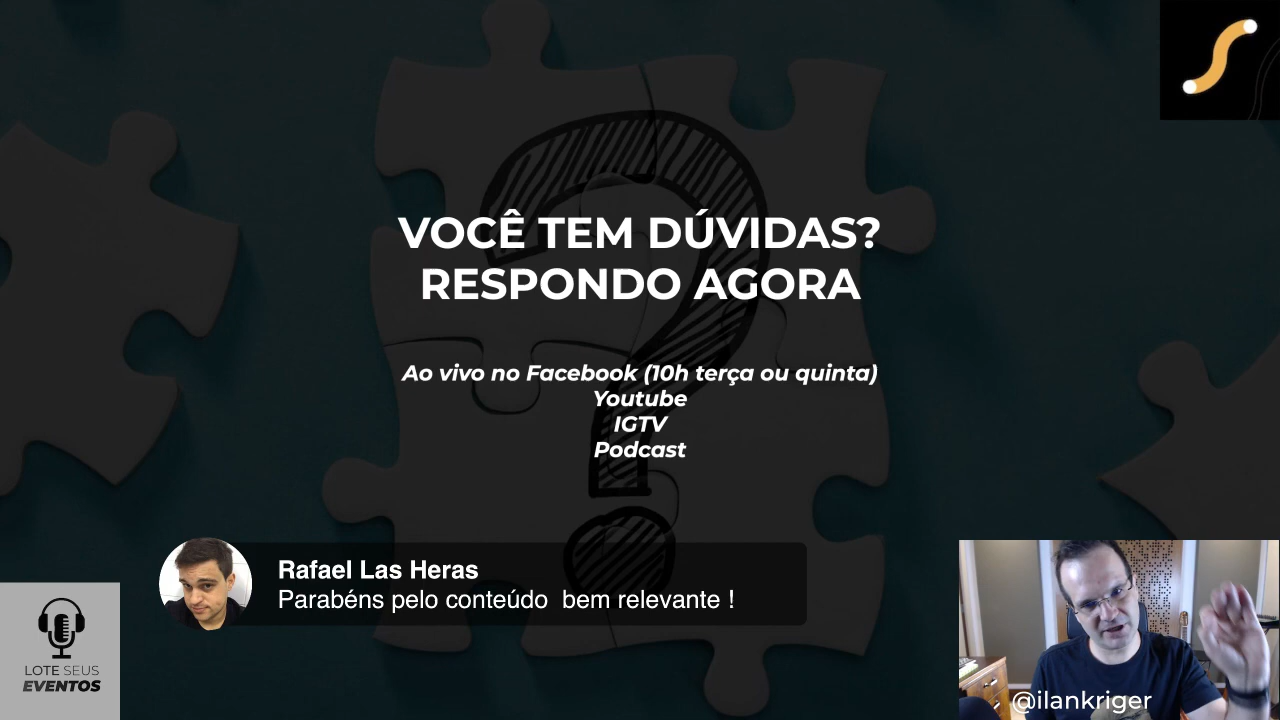 VOCÊ TEM DÚVIDAS?
RESPONDO AGORA
Ao vivo no Facebook (10h terça ou quinta)
Youtube
IGTV
Podcast
Rafael Las Heras
Parabéns pelo conteúdo  bem relevante !
LOTE SEUS
EVENTOS
@ilankriger